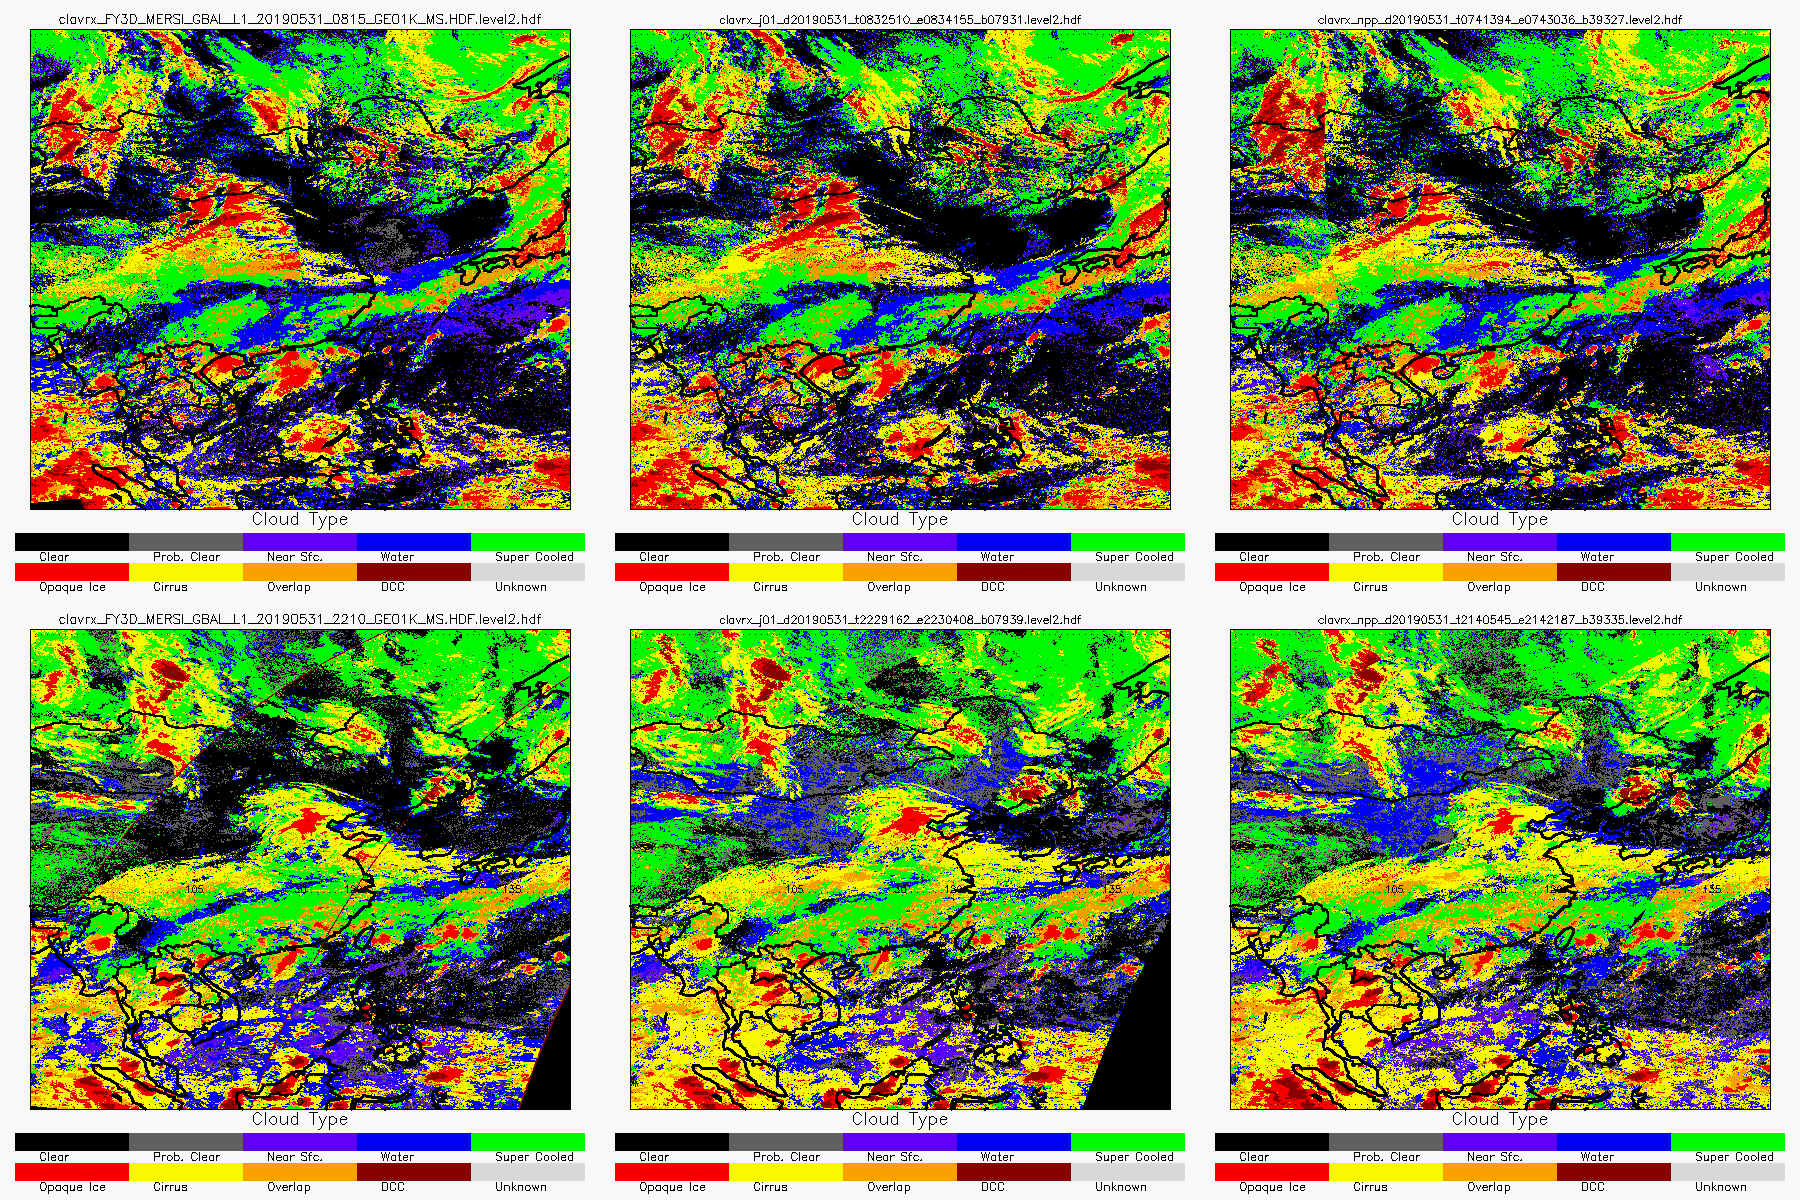 clavrx_FY3D_MERSI_GBAL_L1_20190531_0815_GEO1K_MS.HDF.level2.hdf
clavrx_j01_d20190531_t0832510_e0834155_b07931.level2.hdf
clavrx_npp_d20190531_t0741394_e0743036_b39327.level2.hdf
Cloud Type
Cloud Type
Cloud Type
Clear Prob. Clear Near Sfc. Water Super Cooled
Opaque Ice Cirrus Overlap DCC Unknown
Clear Prob. Clear Near Sfc. Water Super Cooled
Opaque Ice Cirrus Overlap DCC Unknown
Clear Prob. Clear Near Sfc. Water Super Cooled
Opaque Ice Cirrus Overlap DCC Unknown
clavrx_FY3D_MERSI_GBAL_L1_20190531_2210_GEO1K_MS.HDF.level2.hdf
clavrx_j01_d20190531_t2229162_e2230408_b07939.level2.hdf
clavrx_npp_d20190531_t2140545_e2142187_b39335.level2.hdf
105 135
105 120 135
105 120 135
Cloud Type
Cloud Type
Cloud Type
Clear Prob. Clear Near Sfc. Water Super Cooled
Opaque Ice Cirrus Overlap DCC Unknown
Clear Prob. Clear Near Sfc. Water Super Cooled
Opaque Ice Cirrus Overlap DCC Unknown
Clear Prob. Clear Near Sfc. Water Super Cooled
Opaque Ice Cirrus Overlap DCC Unknown